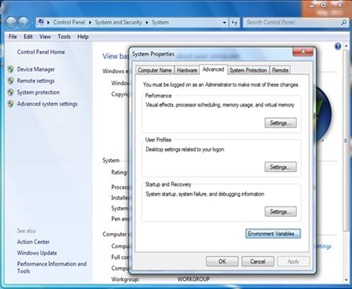 Control Panel ▸ System and Security ▸ System
Search Control Panel
File Edit View Tools Help
Control Panel Home
Device Manager
Remote settings
System protection
Advanced system settings
See also
Action Center
Windows Update
Performance Information and
Tools
View bas
Windows e
Windo
Copyri
System
Rating:
Proces
Installe
System
Pen an
Computer
Compu
Full co
Compu
Workgroup: WORKGROUP
System Properties
Computer Name Hardware Advanced System Protection Remote
You must be logged on as an Administrator to make most of these changes.
Performance
Visual effects, processor scheduling, memory usage, and virtual memory
Settings...
User Profiles
Desktop settings related to your logon
Settings...
Startup and Recovery
System startup, system failure, and debugging information
Settings...
Environment Variables...
OK Cancel Apply